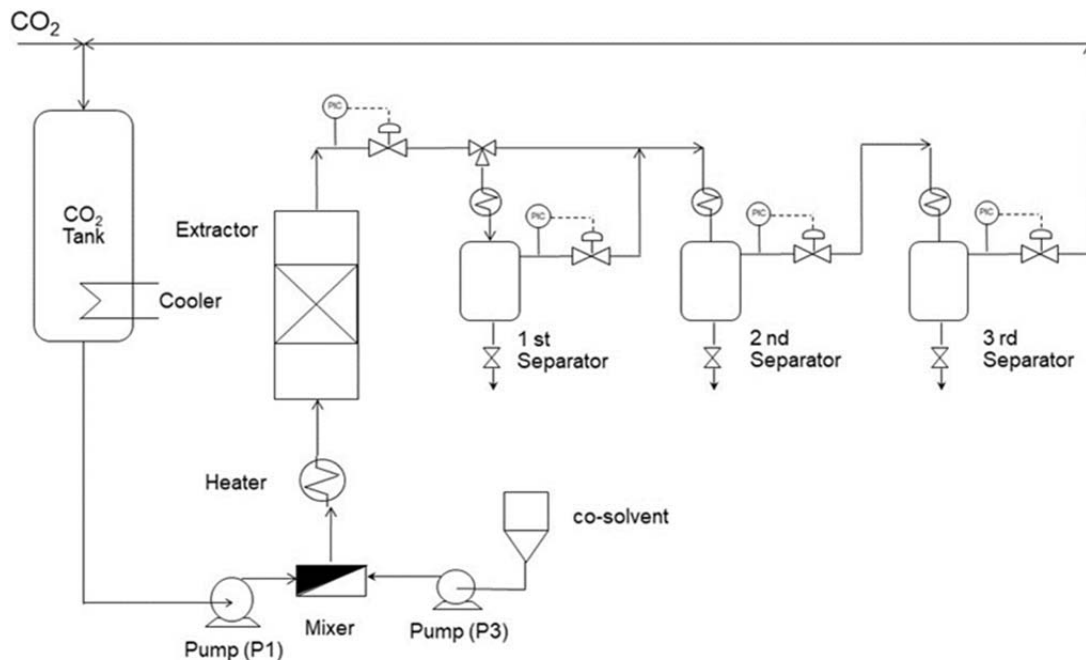 CO2
PIC
CO2
Tank
Extractor
PIC
PIC
PIC
Cooler
1 st
Separator
2 nd
Separator
3 rd
Separator
Heater
co-solvent
Mixer
Pump (P1)
Pump (P3)